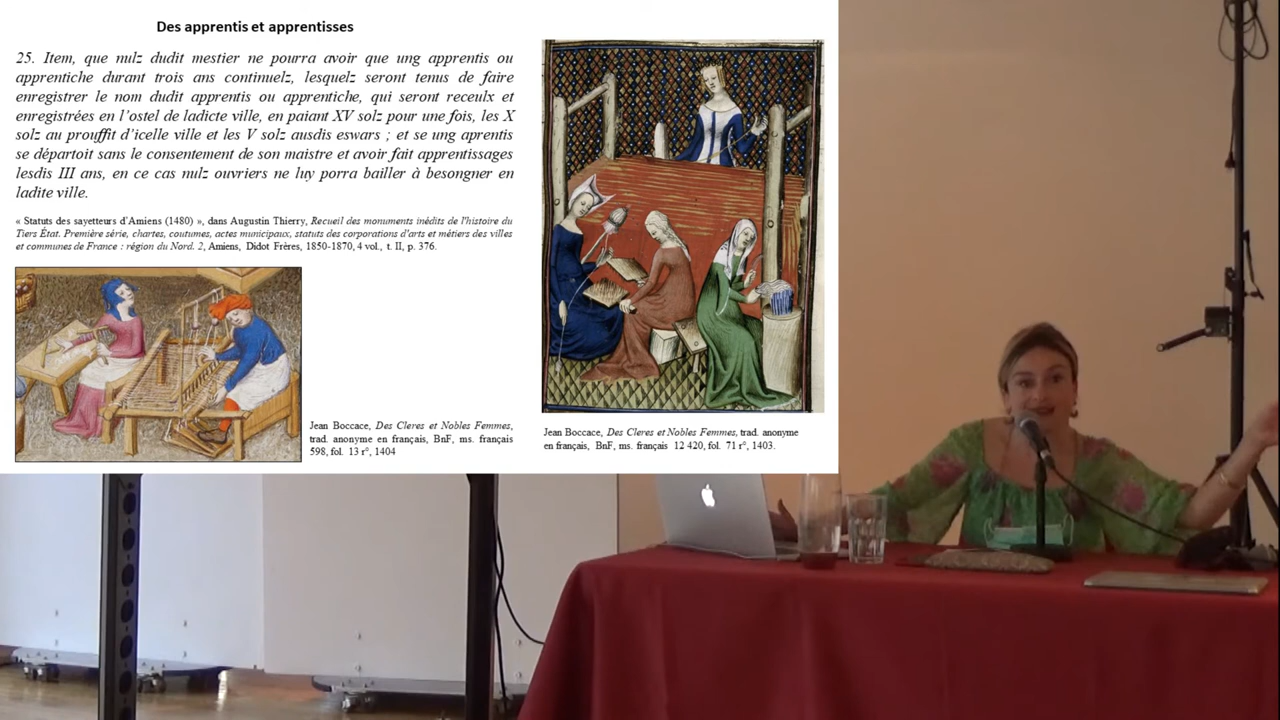 Des apprentis et apprentisses
25. Item, que nulz dudit mestier ne pourra avoir que ung apprentis ou
apprentiche durant trois ans continuelz, lesquelz seront tenus de faire
enregistrer le nom dudit apprentis ou apprentiche, qui seront receulx et
enregistrées en l'ostel de ladicte ville, en paiant XV solz pour une fois, les X
solz au prouffit d'icelle ville et les V solz ausdis eswars ; et se ung aprentis
se départoit sans le consentement de son maistre et avoir fait apprentissages
lesdis III ans, en ce cas nulz ouvriers ne luy porra bailler à besongner en
ladite ville.
« Statuts des sayetteurs d'Amiens (1480) », dans Augustin Thierry, Recueil des monuments inédits de l'histoire du
Tiers État. Première série, chartes, coutumes, actes municipaux, statuts des corporations d'arts et métiers des villes
et communes de France : région du Nord. 2, Amiens, Didot Frères, 1850-1870, 4 vol., t. II, p. 376.
Jean Boccace, Des Cleres et Nobles Femmes,
trad. anonyme en français, BnF, ms. français
598, fol. 13 r°, 1404
Jean Boccace, Des Cleres et Nobles Femmes, trad. anonyme
en français, BnF, ms. français 12 420, fol. 71 r°, 1403.